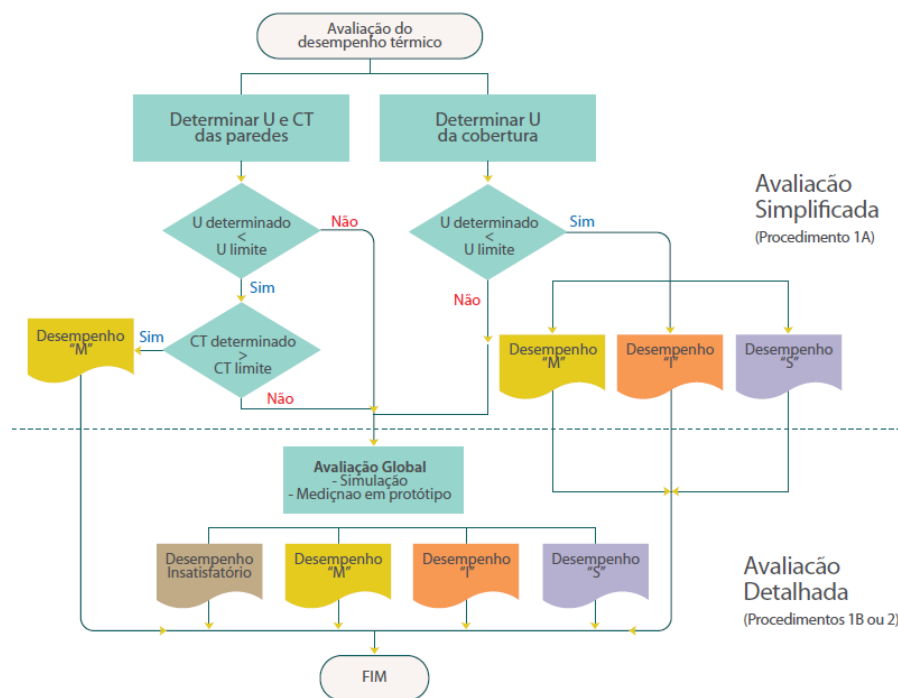 Avaliação do
desempenho térmico
Determinar U e CT
das paredes
Determinar U
da cobertura
Avaliacão
Simplificada
(Procedimento 1A)
U determinado
<
U limite
Não
U determinado
<
U limite
Sim
Sim
Não
Desempenho
"M"
Sim
CT determinado
>
CT limite
Não
Desempenho
"M"
Desempenho
"I"
Desempenho
"S"
Avaliação Global
- Simulação
- Mediçnao em protótipo
Desempenho
Insatisfatório
Desempenho
"M"
Desempenho
"I"
Desempenho
"S"
Avaliacão
Detalhada
(Procedimentos 1B ou 2)
FIM